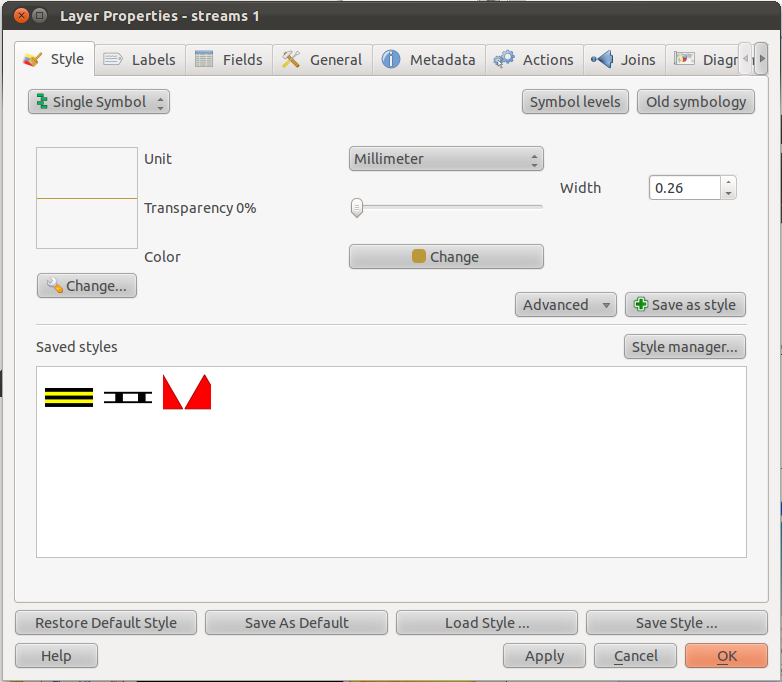 Layer Properties - streams 1
Style Labels Fields General Metadata Actions Joins
Single Symbol Symbol levels Old symbology
Unit Millimeter
Width 0.26
Transparency 0%
Color Change
Change...
Advanced Save as style
Saved styles Style manager...
Restore Default Style Save As Default Load Style ... Save Style ...
Help Apply Cancel OK